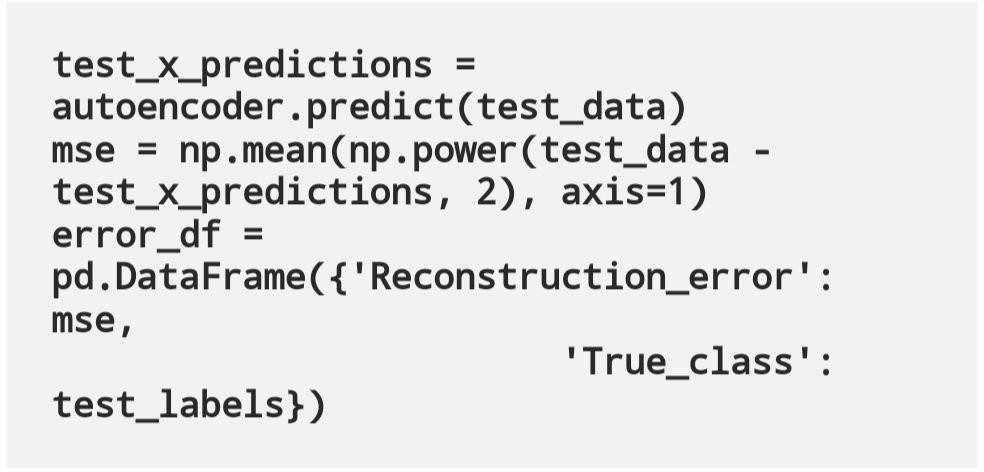 test_x_predictions =
autoencoder.predict(test_data)
mse = np.mean(np.power(test_data -
test_x_predictions, 2), axis=1)
error_df =
pd.DataFrame({'Reconstruction_error':
mse,
                        'True_class':
test_labels})